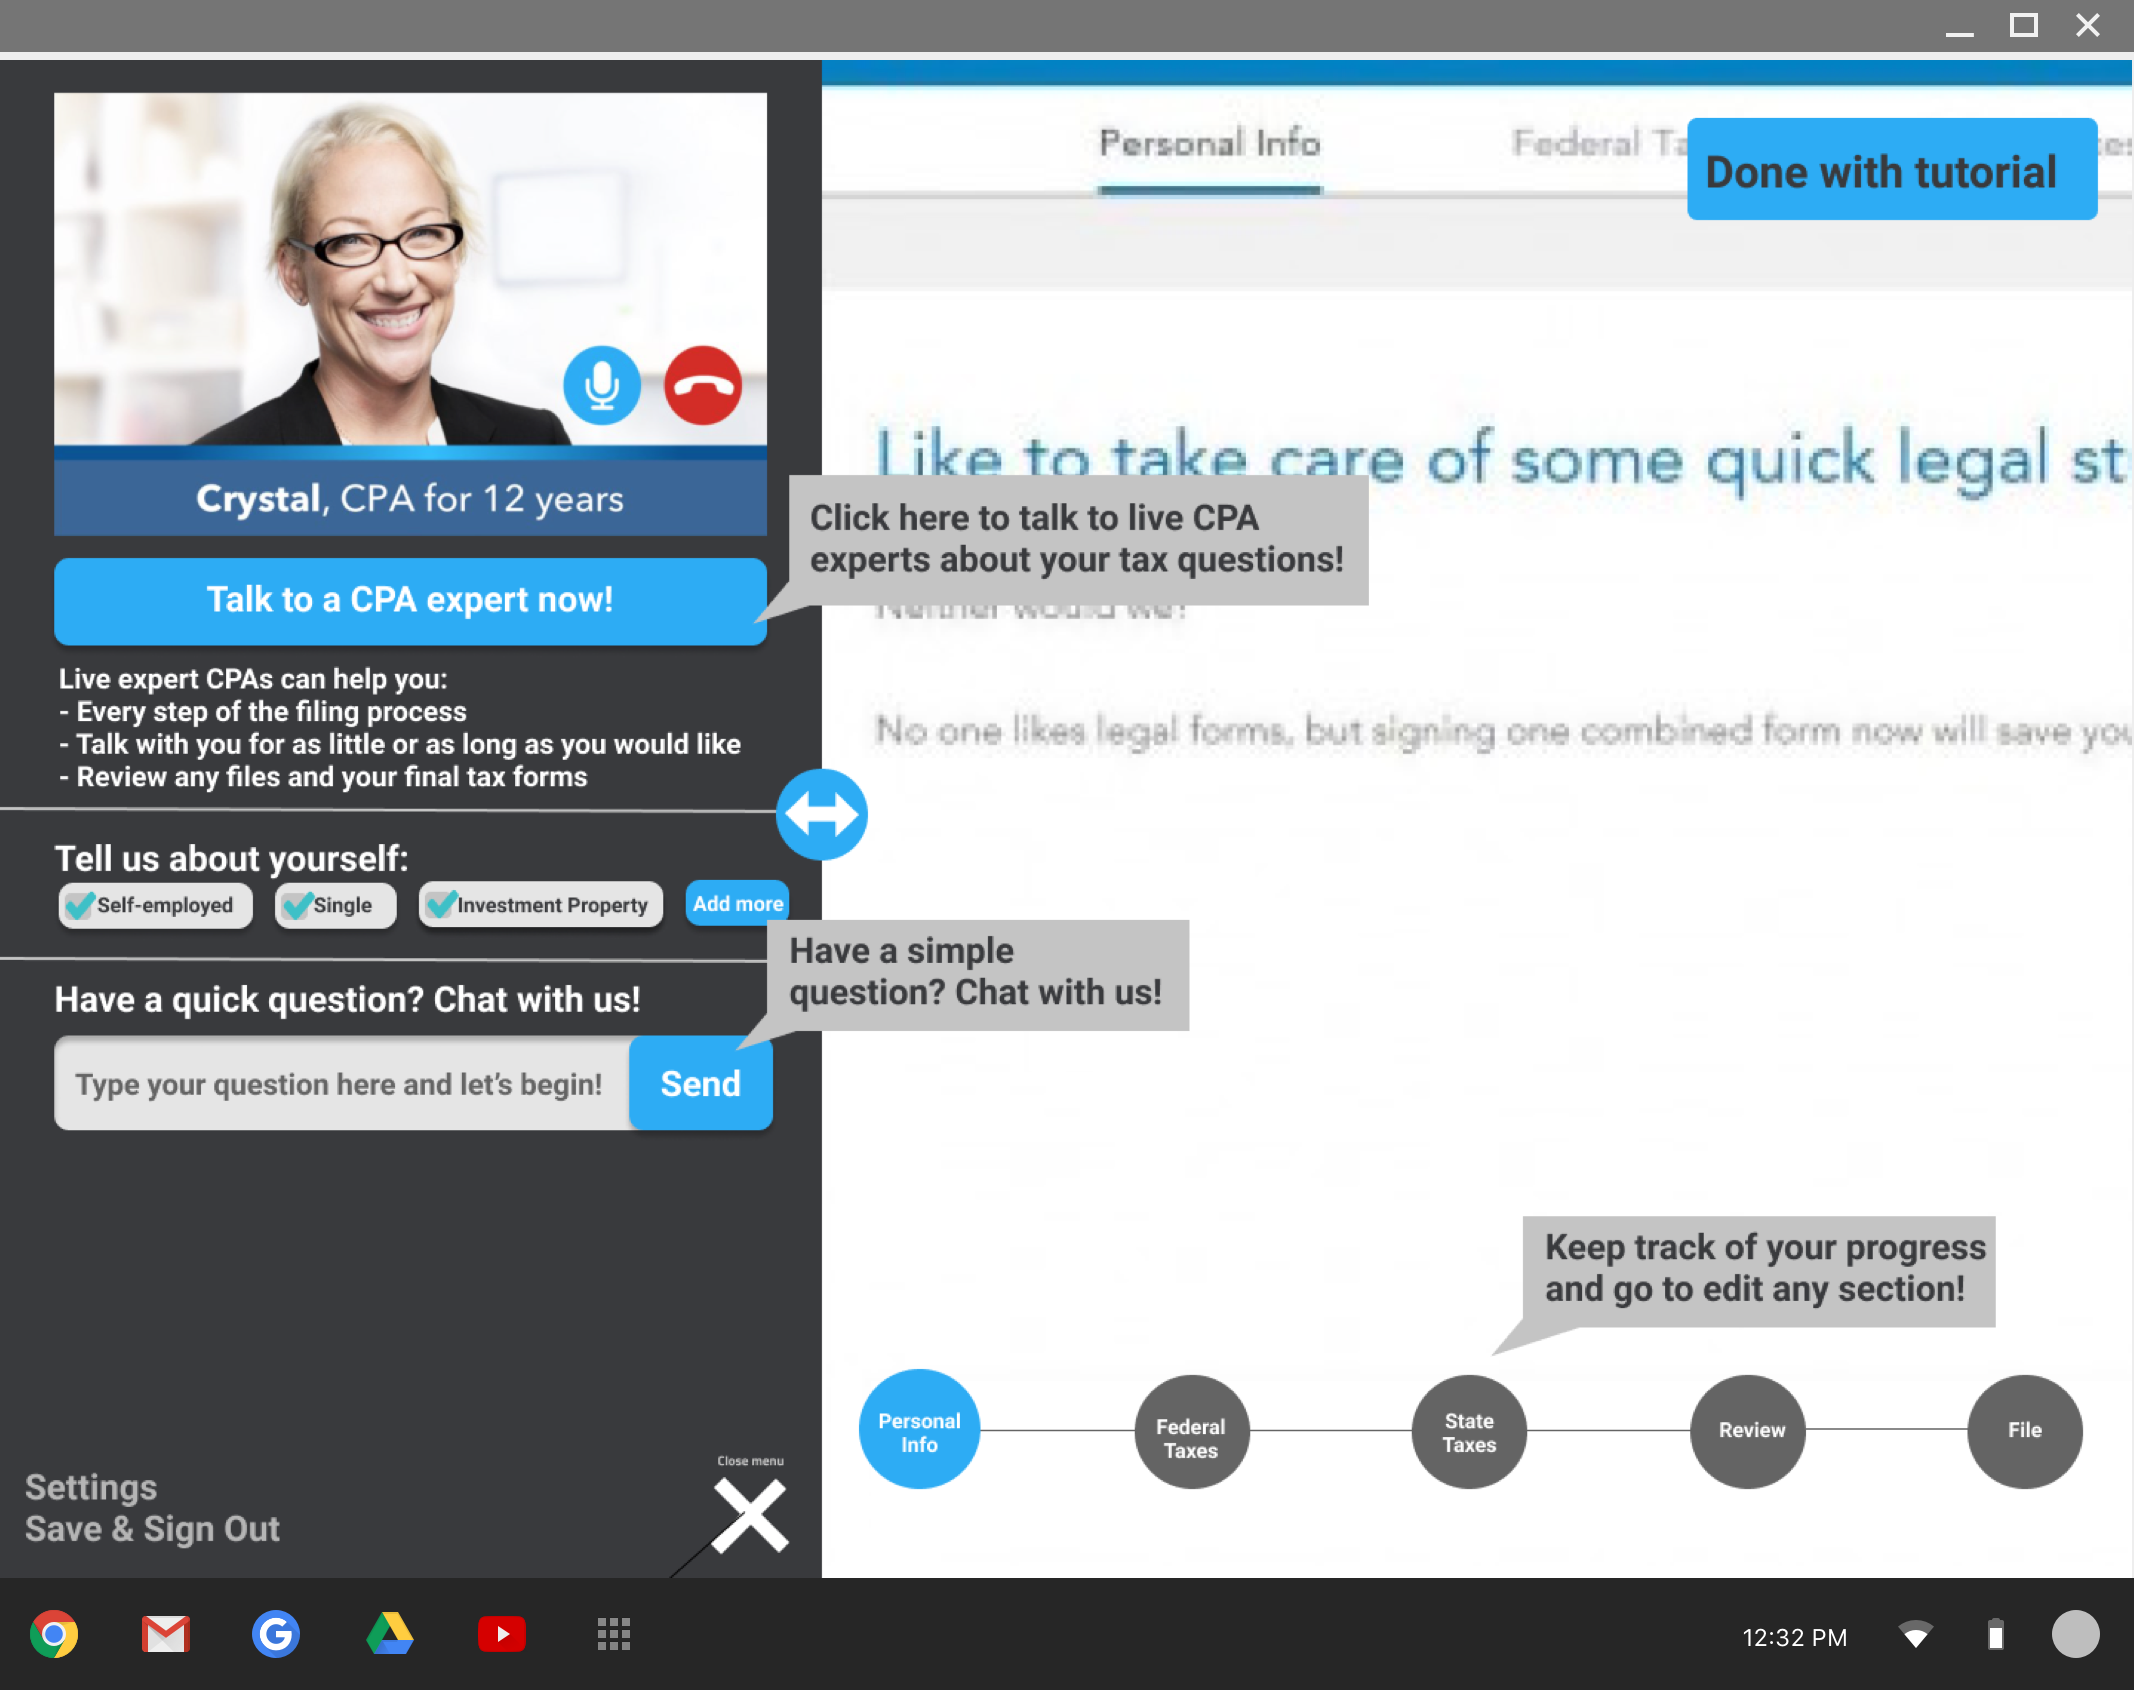 Personal Info
Federal Ta
Done with tutorial
Crystal, CPA for 12 years
Like to take care of some quick legal st
Click here to talk to live CPA
experts about your tax questions!
Neither would we!
Talk to a CPA expert now!
Live expert CPAs can help you:
- Every step of the filing process
- Talk with you for as little or as long as you would like
- Review any files and your final tax forms
No one likes legal forms, but signing one combined form now will save you
Tell us about yourself:
Self-employed
Single
Investment Property
Add more
Have a simple
question? Chat with us!
Have a quick question? Chat with us!
Type your question here and let's begin!
Send
Keep track of your progress
and go to edit any section!
Personal
Info
Federal
Taxes
State
Taxes
Review
File
Close menu
Settings
Save & Sign Out
12:32 PM